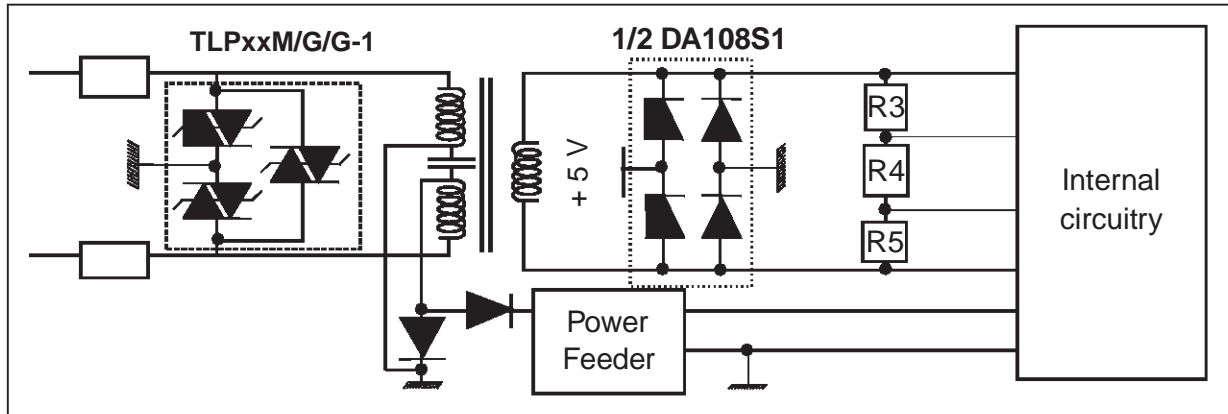 TLPxxM/G/G-1
1/2 DA108S1
+ 5 V
R3
R4
R5
Internal
circuitry
Power
Feeder